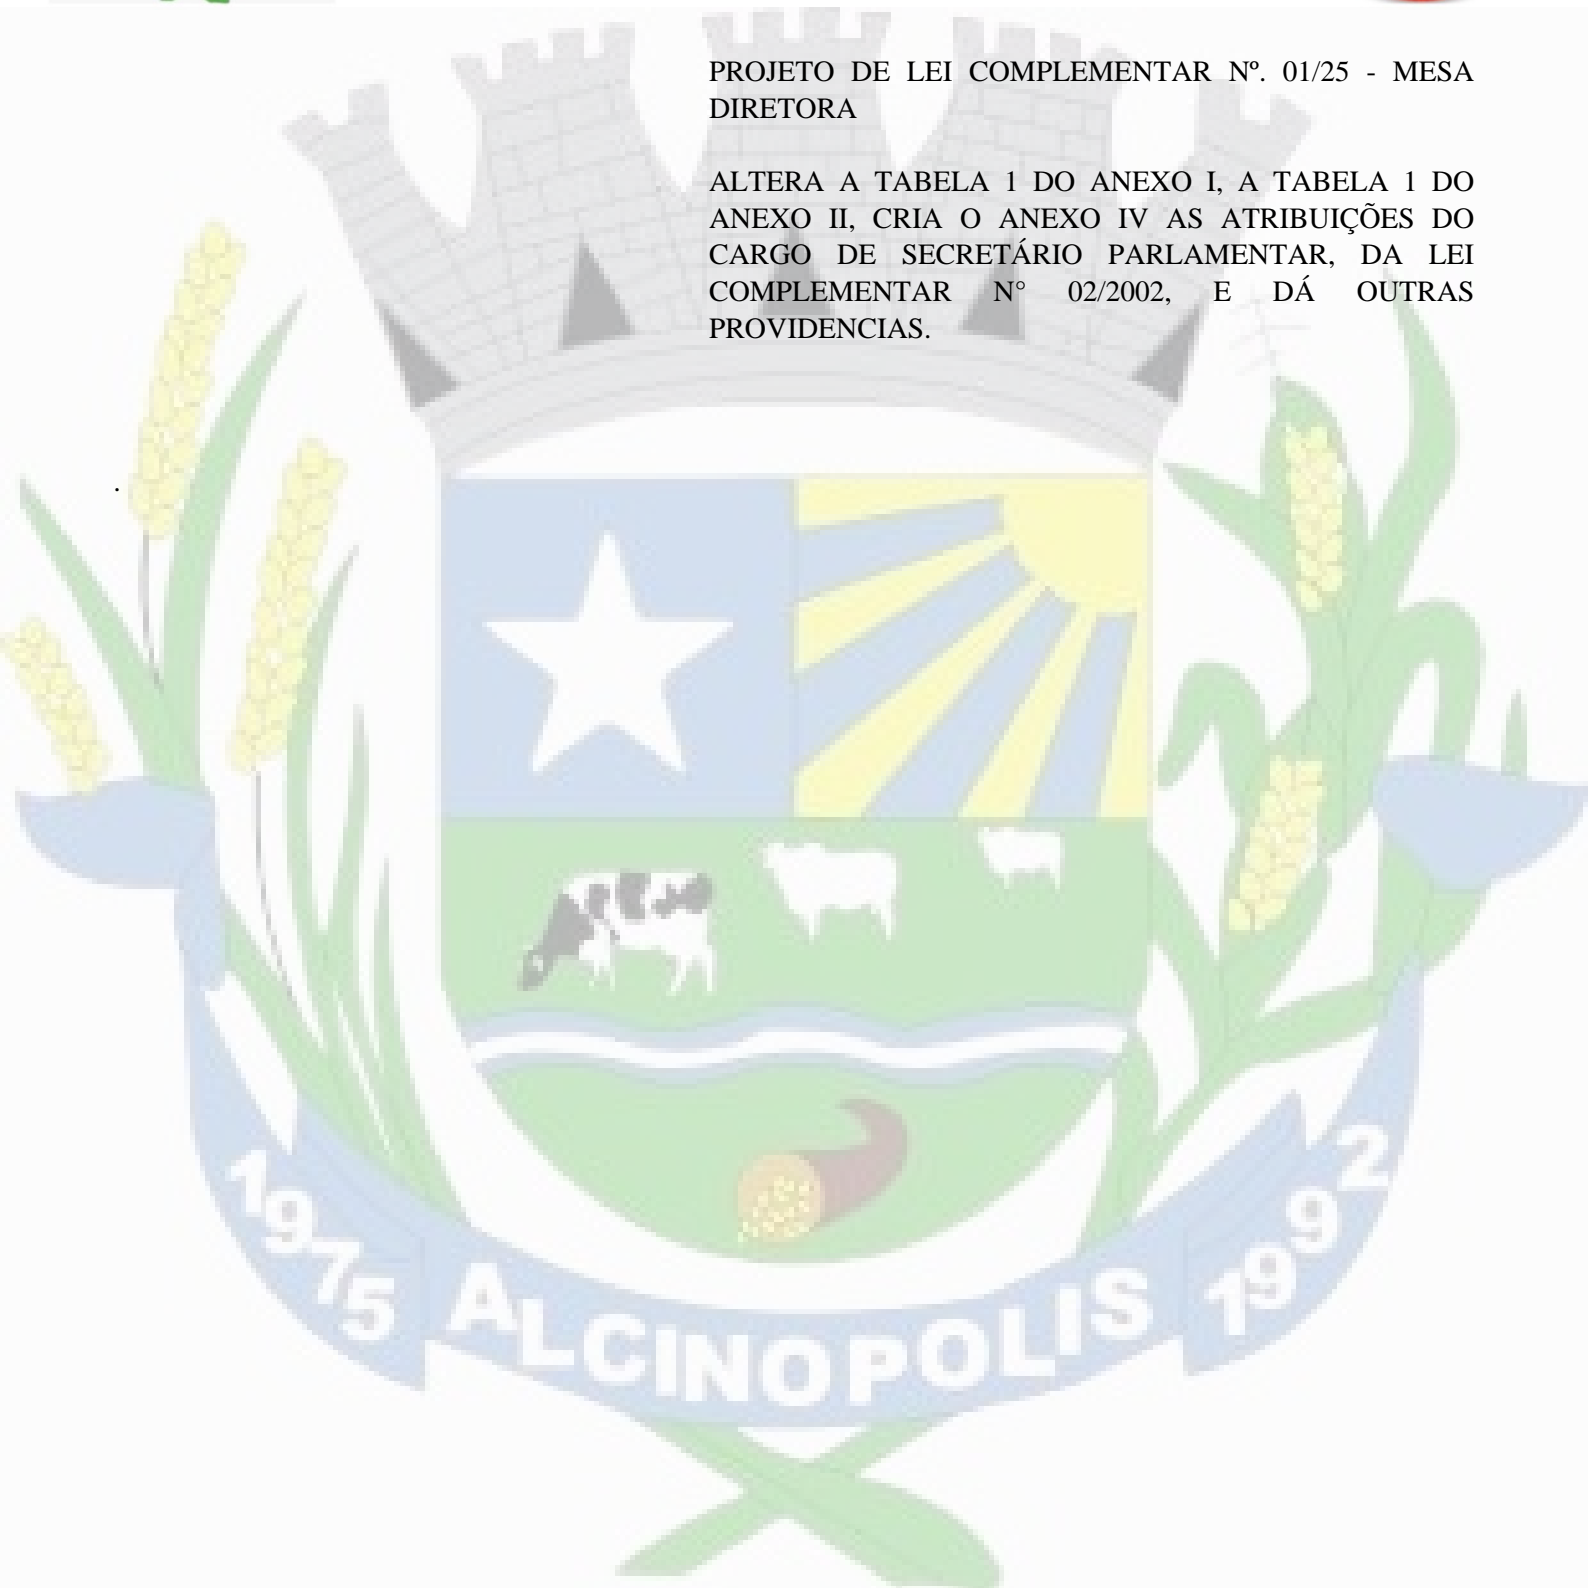 PROJETO DE LEI COMPLEMENTAR Nº. 01/25 - MESA
DIRETORA
ALTERA A TABELA 1 DO ANEXO I, A TABELA 1 DO
ANEXO II, CRIA O ANEXO IV AS ATRIBUIÇÕES DO
CARGO DE SECRETÁRIO PARLAMENTAR, DA LEI
COMPLEMENTAR N° 02/2002, E DÁ OUTRAS
PROVIDENCIAS.
.
1975 ALCINOPOLIS 1992